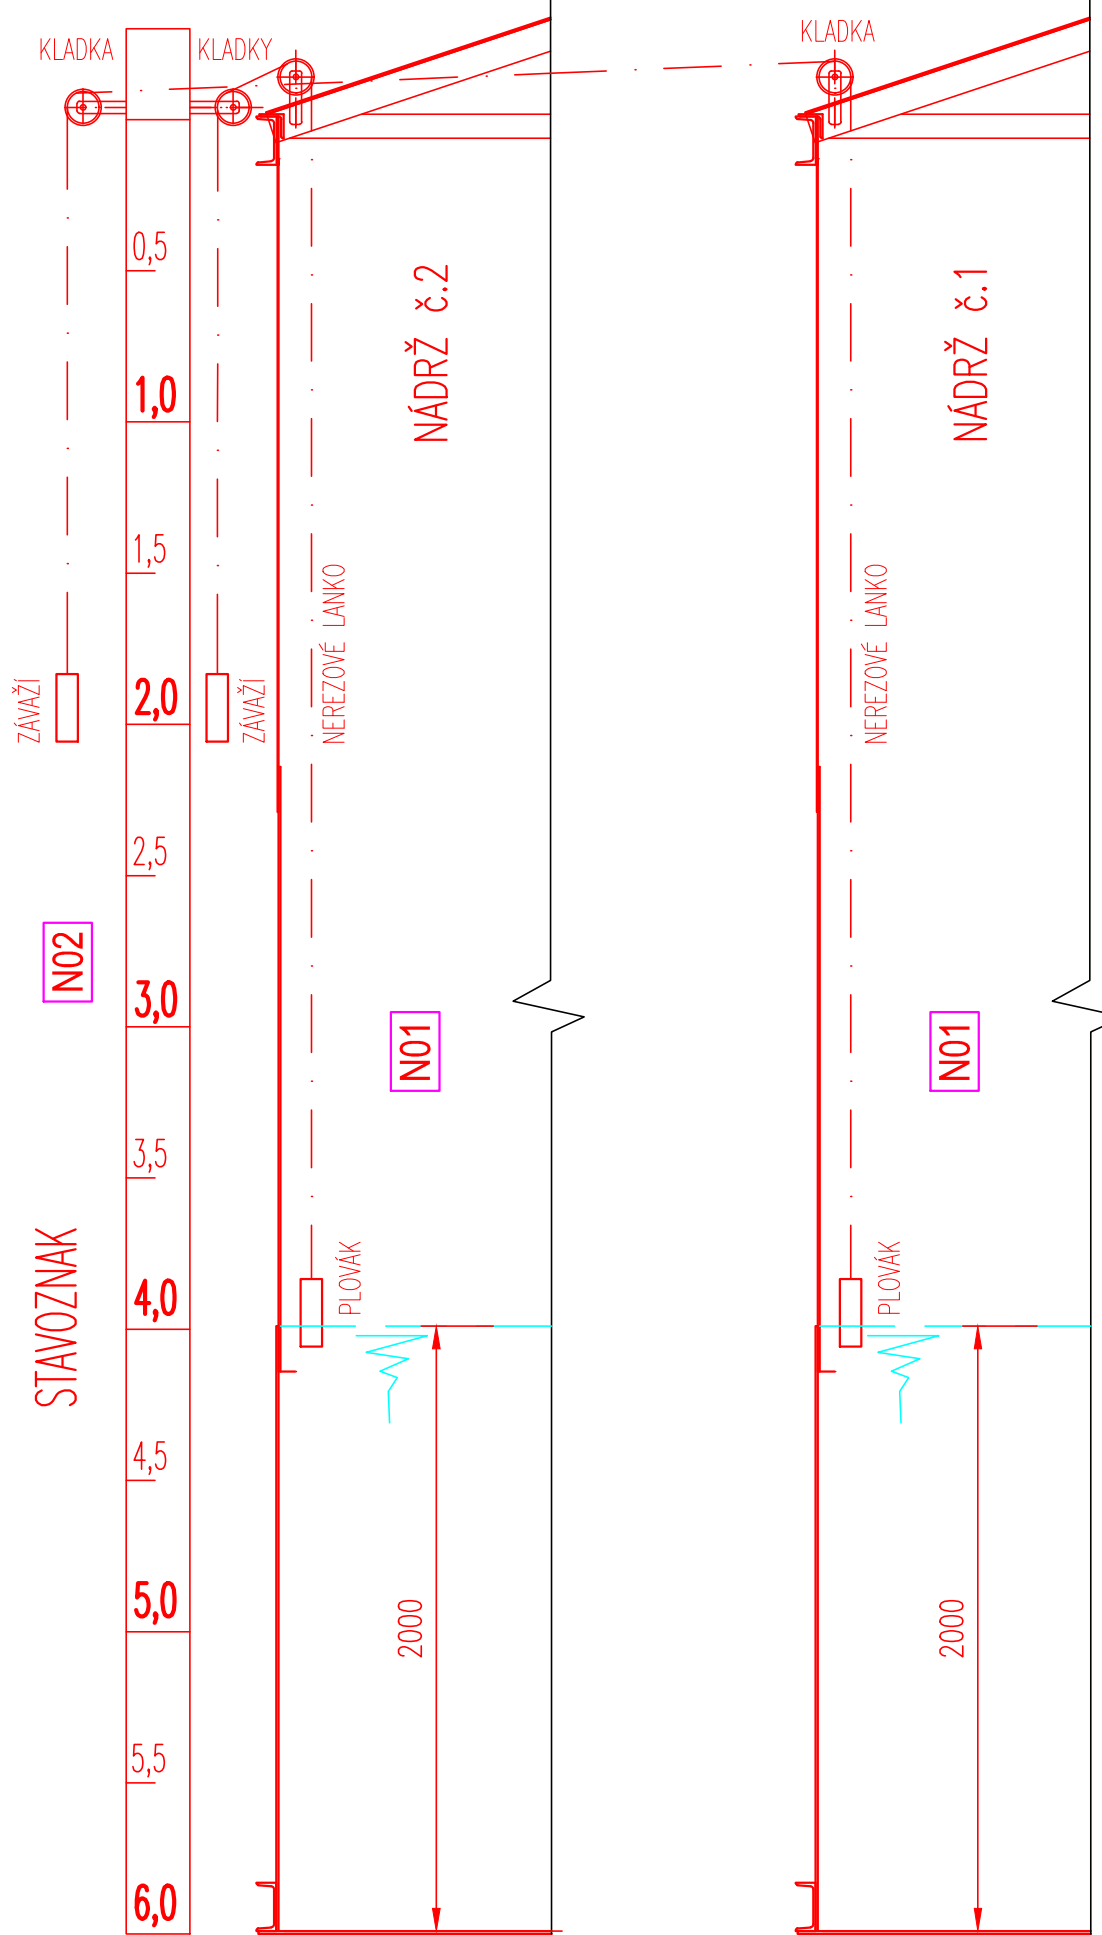 KLADKA
KLADKY
KLADKA
0,5
1,0
1,5
2,0
2,5
3,0
3,5
4,0
4,5
5,0
5,5
6,0
ZÁVAŽÍ
ZÁVAŽÍ
N02
STAVOZNAK
NÁDRŽ č.2
NEREZOVÉ LANKO
N01
PLOVÁK
2000
NÁDRŽ č.1
NEREZOVÉ LANKO
N01
PLOVÁK
2000